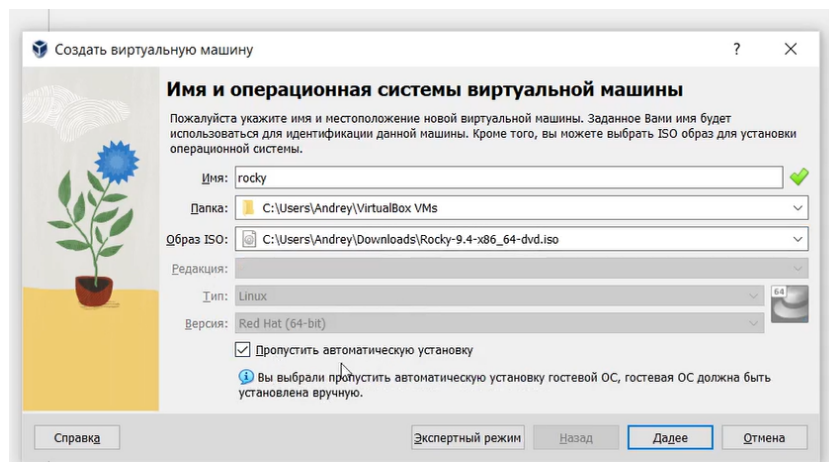 Создать виртуальную машину
?
Имя и операционная системы виртуальной машины
Пожалуйста укажите имя и местоположение новой виртуальной машины. Заданное Вами имя будет
использоваться для идентификации данной машины. Кроме того, вы можете выбрать ISO образ для установки
операционной системы.
Имя: rocky
Папка: C:\Users\Andrey\VirtualBox VMs
Образ ISO: C:\Users\Andrey\Downloads\Rocky-9.4-x86_64-dvd.iso
Редакция:
Тип: Linux
64
Версия: Red Hat (64-bit)
Пропустить автоматическую установку
Вы выбрали пропустить автоматическую установку гостевой ОС, гостевая ОС должна быть
установлена вручную.
Справка Экспертный режим Назад Далее Отмена